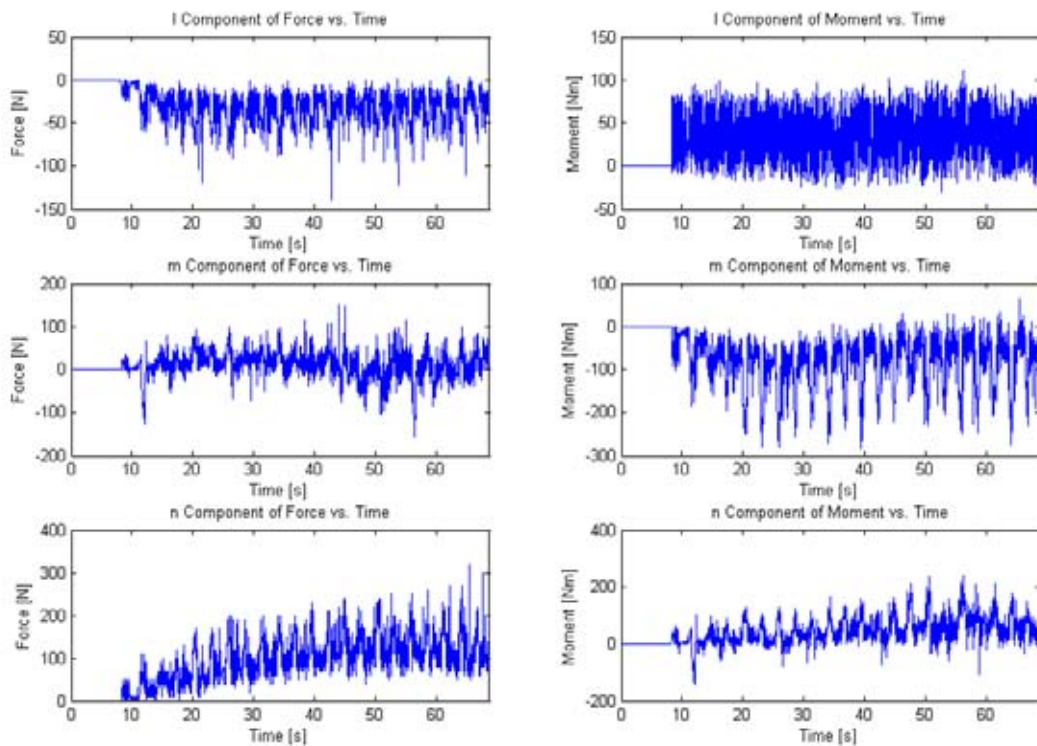 l Component of Force vs. Time
50
0
-50
-100
-150
Force [N]
0 10 20 30 40 50 60
Time [s]
l Component of Moment vs. Time
150
100
50
0
50
Moment [Nm]
0 10 20 30 40 50 60
Time [s]
m Component of Force vs. Time
200
100
0
-100
-200
Force [N]
0 10 20 30 40 50 60
Time [s]
m Component of Moment vs. Time
100
0
-100
-200
-300
Moment [Nm]
0 10 20 30 40 50 60
Time [s]
n Component of Force vs. Time
400
300
200
100
0
Force [N]
0 10 20 30 40 50 60
Time [s]
n Component of Moment vs. Time
400
200
0
-200
Moment [Nm]
0 10 20 30 40 50 60
Time [s]